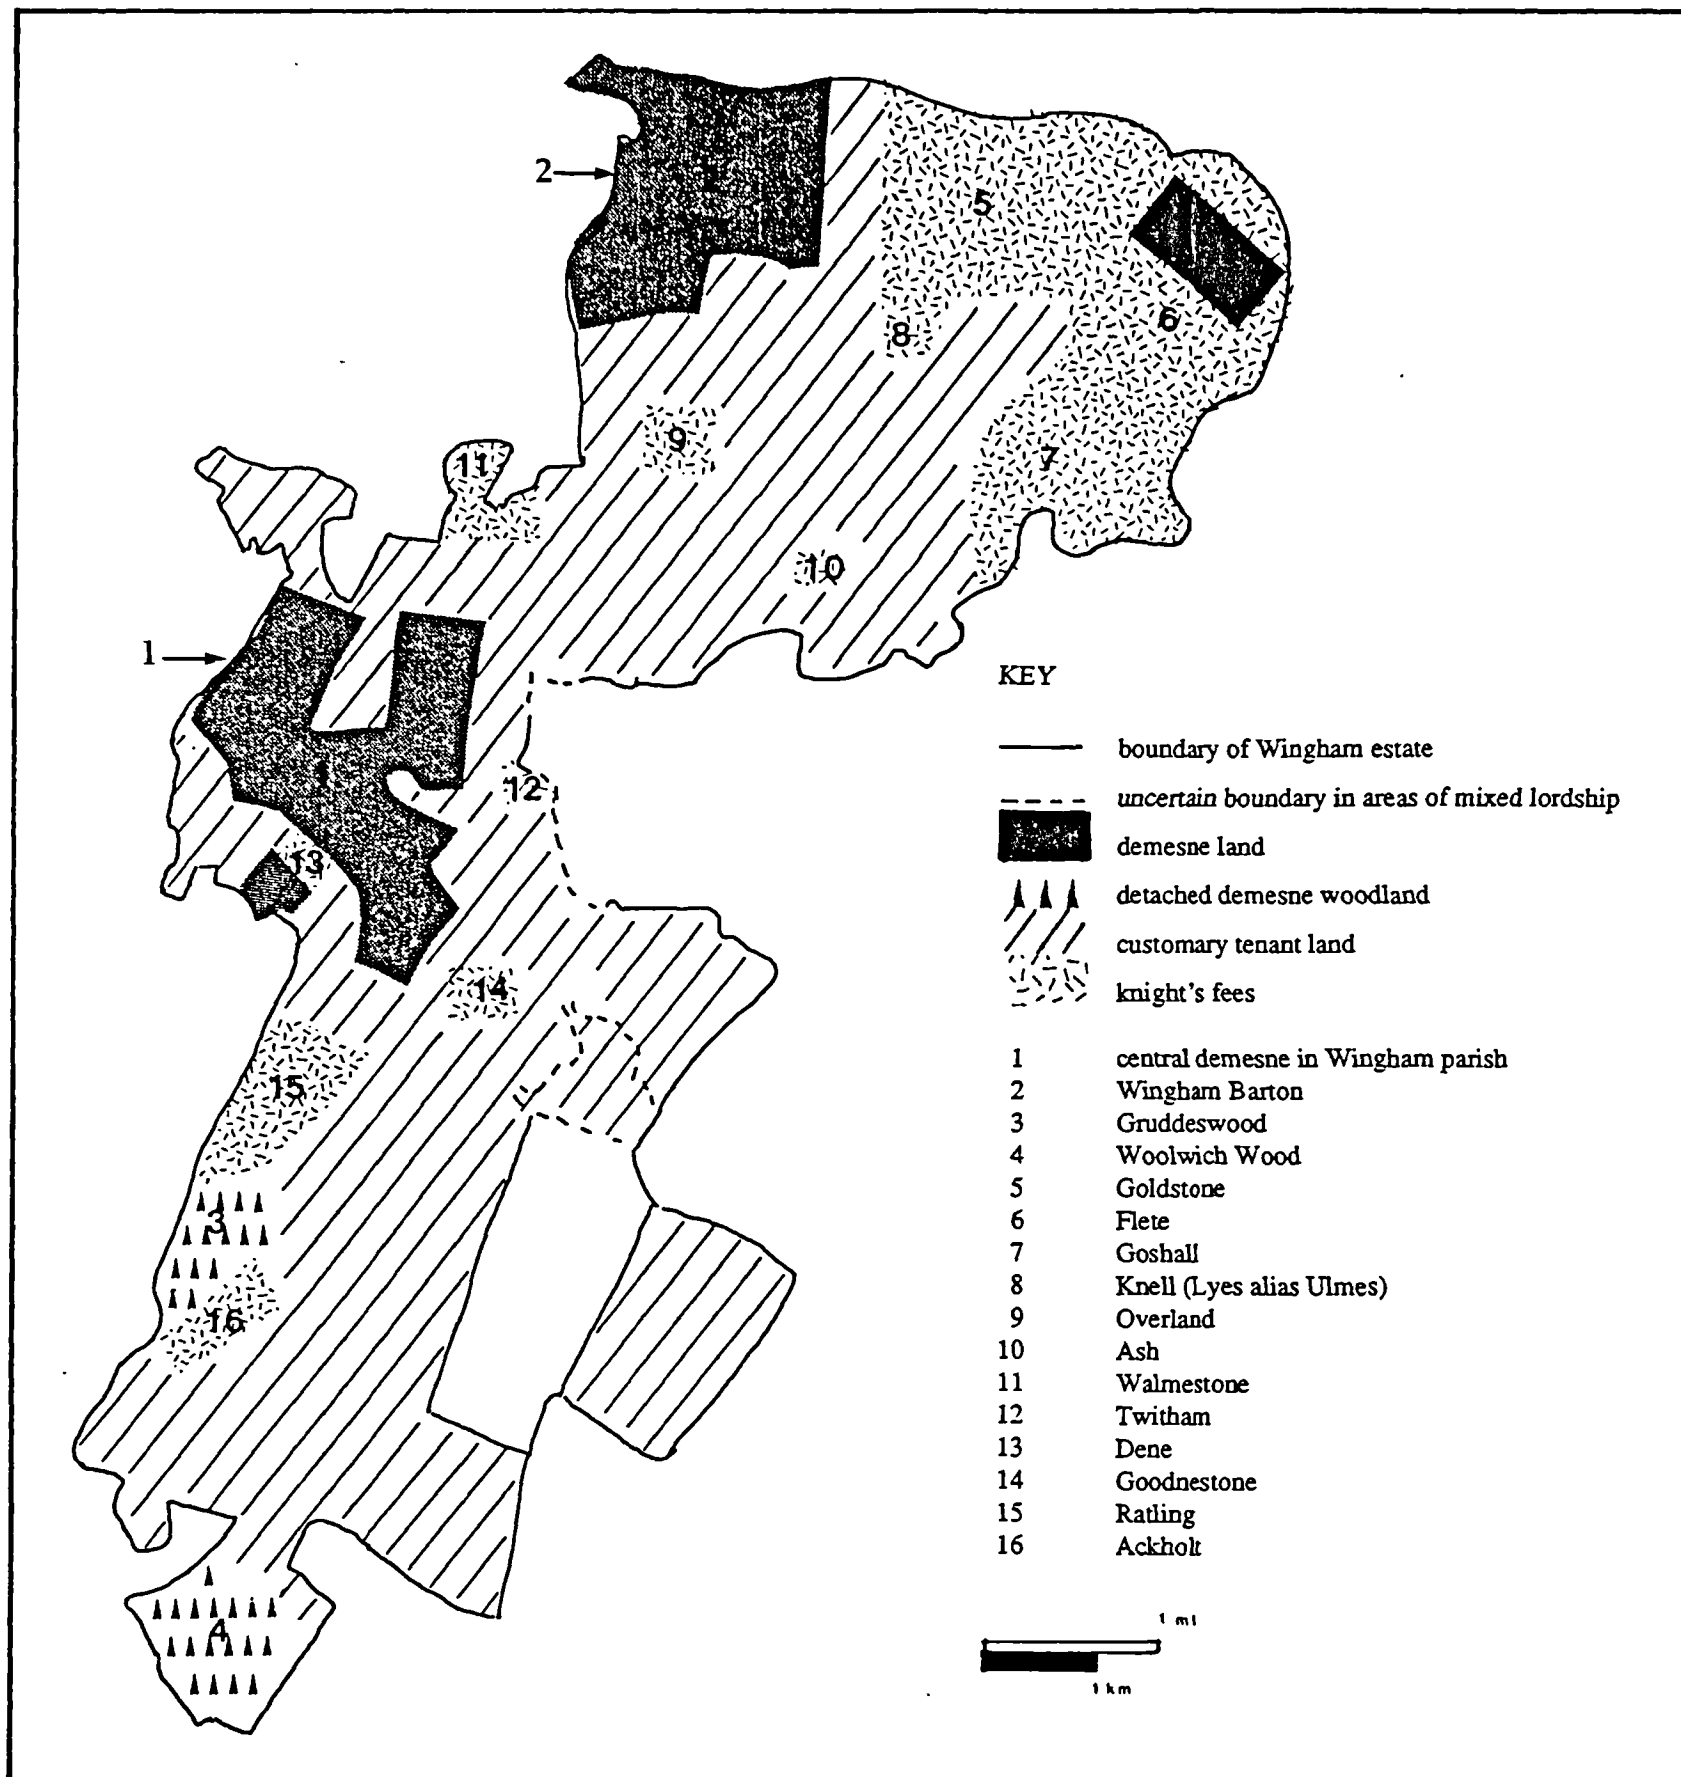 2
5
6
8
9
11
7
10
1
1
12
13
14
15
3
16
4
KEY
boundary of Wingham estate
uncertain boundary in areas of mixed lordship
demesne land
detached demesne woodland
customary tenant land
knight's fees
1 central demesne in Wingham parish
2 Wingham Barton
3 Gruddeswood
4 Woolwich Wood
5 Goldstone
6 Flete
7 Goshall
8 Knell (Lyes alias Ulmes)
9 Overland
10 Ash
11 Walmestone
12 Twitham
13 Dene
14 Goodnestone
15 Ratling
16 Ackholt
1 ml
1 km